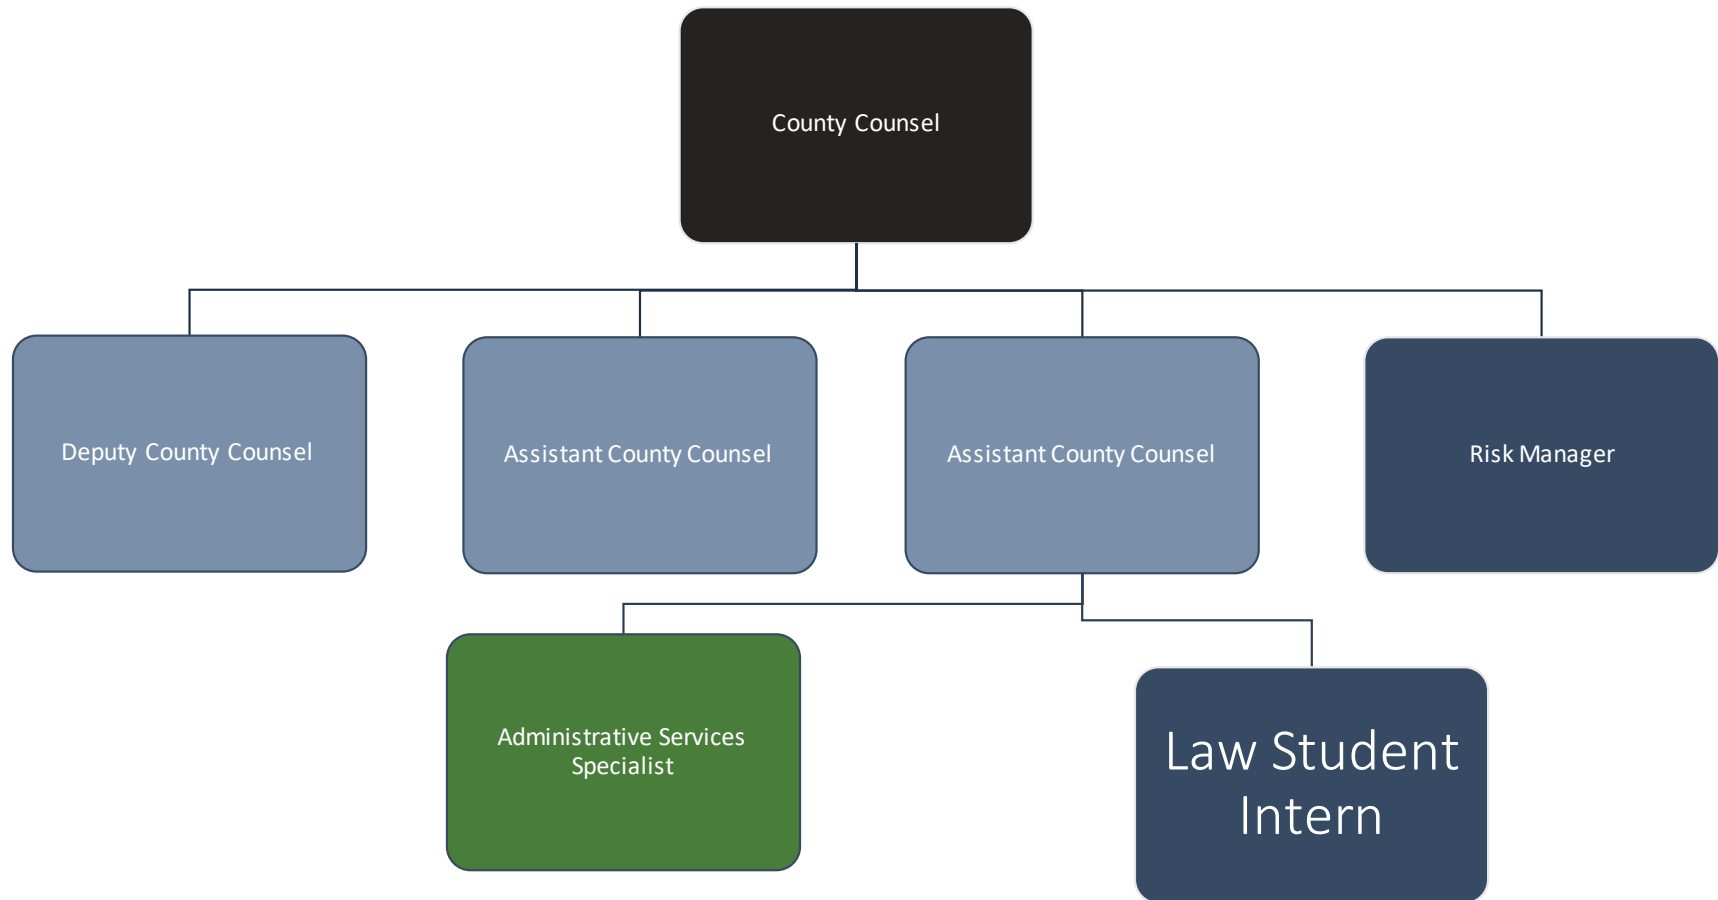 County Counsel
Deputy County Counsel
Assistant County Counsel
Assistant County Counsel
Risk Manager
Administrative Services
Specialist
Law Student
Intern